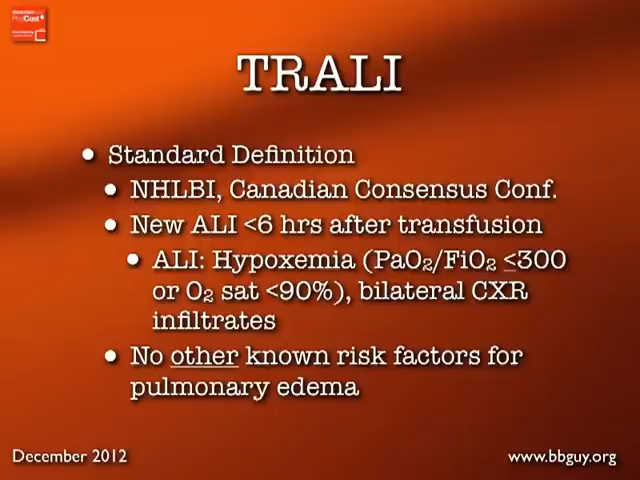 PodCast
TRALI
• Standard Definition
• NHLBI, Canadian Consensus Conf.
• New ALI <6 hrs after transfusion
• ALI: Hypoxemia (PaO₂/FiO₂ <300
or O₂ sat <90%), bilateral CXR
infiltrates
• No other known risk factors for
pulmonary edema
December 2012
www.bbguy.org